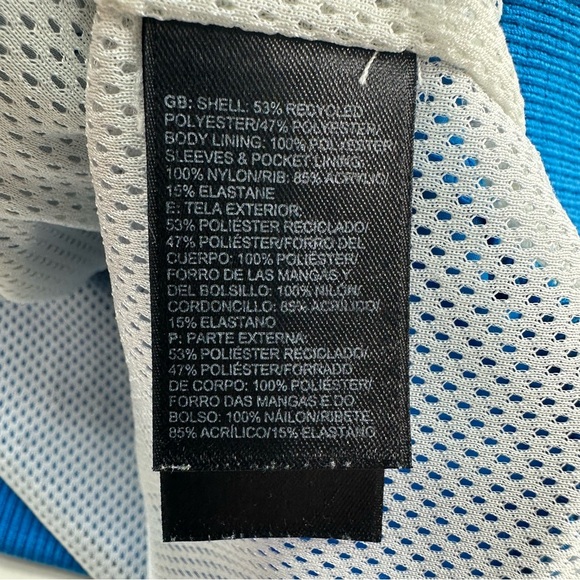 GB: SHELL: 53% RECYCLED
POLYESTER/47% POLYESTER/
BODY LINING: 100% POLYESTER
SLEEVES & POCKET LINING:
100% NYLON/RIB: 85% ACRÍLICO/
15% ELASTANE
E: TELA EXTERIOR:
53% POLIÉSTER RECICLADO/
47% POLIÉSTER/FORRO DEL
CUERPO: 100% POLIÉSTER/
FORRO DE LAS MANGAS Y
DEL BOLSILLO: 100% NILÓN/
CORDONCILLO: 85% ACRÍLICO/
15% ELASTANO
P: PARTE EXTERNA:
53% POLIÉSTER RECICLADO/
47% POLIÉSTER/FORRADO
DE CORPO: 100% POLIÉSTER/
FORRO DAS MANGAS E DO
BOLSO: 100% NÁILON/RIBETE:
85% ACRÍLICO/15% ELASTANO